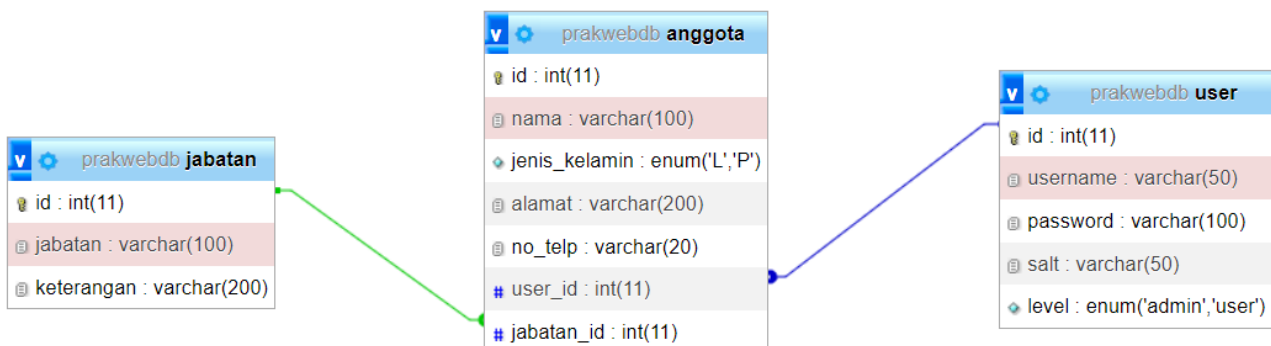 prakwebdb jabatan
id : int(11)
jabatan : varchar(100)
keterangan : varchar(200)
prakwebdb anggota
id : int(11)
nama : varchar(100)
jenis_kelamin : enum('L','P')
alamat : varchar(200)
no_telp : varchar(20)
# user_id : int(11)
# jabatan_id : int(11)
prakwebdb user
id : int(11)
username : varchar(50)
password : varchar(100)
salt : varchar(50)
level : enum('admin','user')